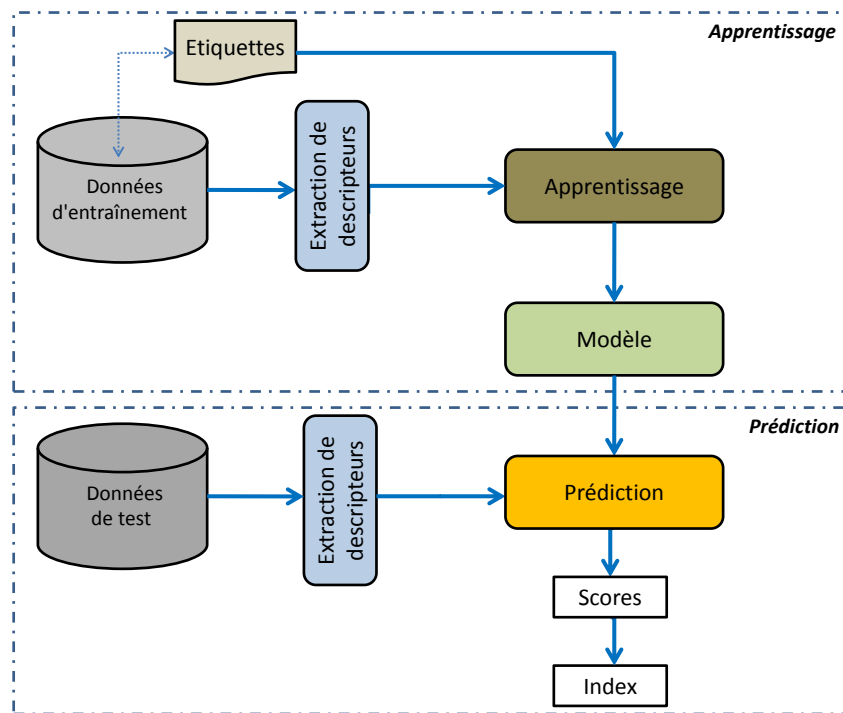 Apprentissage
Etiquettes
Données
d'entraînement
Extraction de
descripteurs
Apprentissage
Modèle
Prédiction
Données
de test
Extraction de
descripteurs
Prédiction
Scores
Index